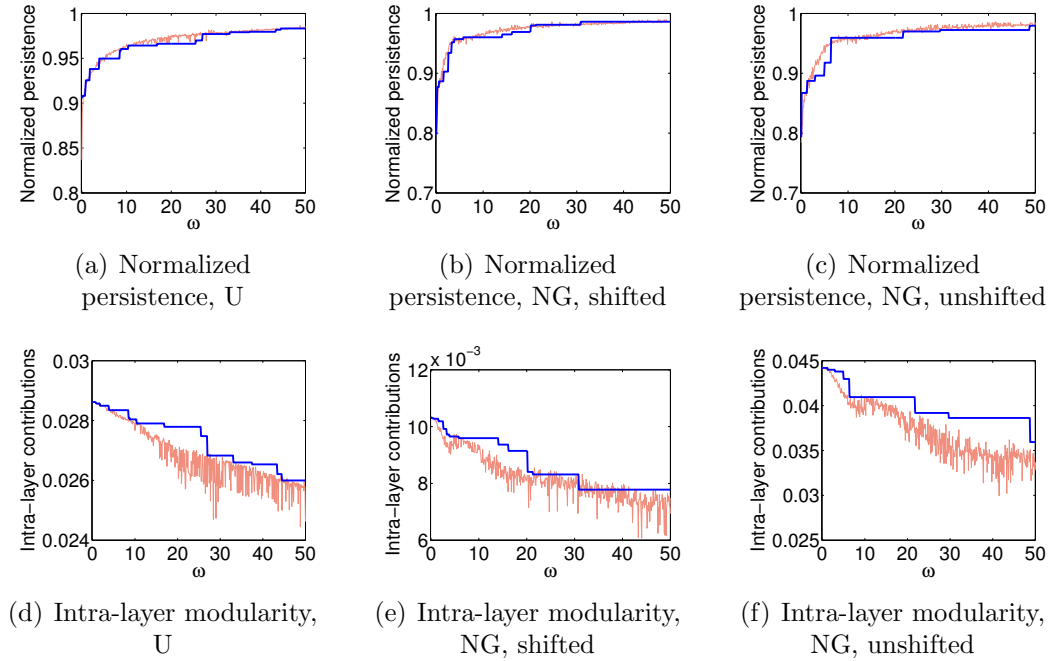 1
0.95
0.9
0.85
0.8
0 10 20 30 40 50
ω
Normalized persistence
(a) Normalized
persistence, U
1
0.9
0.8
0.7
0 10 20 30 40 50
ω
Normalized persistence
(b) Normalized
persistence, NG, shifted
1
0.9
0.8
0.7
0 10 20 30 40 50
ω
Normalized persistence
(c) Normalized
persistence, NG, unshifted
0.03
0.028
0.026
0.024
0 10 20 30 40 50
ω
Intra−layer contributions
(d) Intra-layer modularity,
U
12 x 10⁻³
10
8
6
0 10 20 30 40 50
ω
Intra−layer contributions
(e) Intra-layer modularity,
NG, shifted
0.045
0.04
0.035
0.03
0.025
0 10 20 30 40 50
ω
Intra−layer contributions
(f) Intra-layer modularity,
NG, unshifted